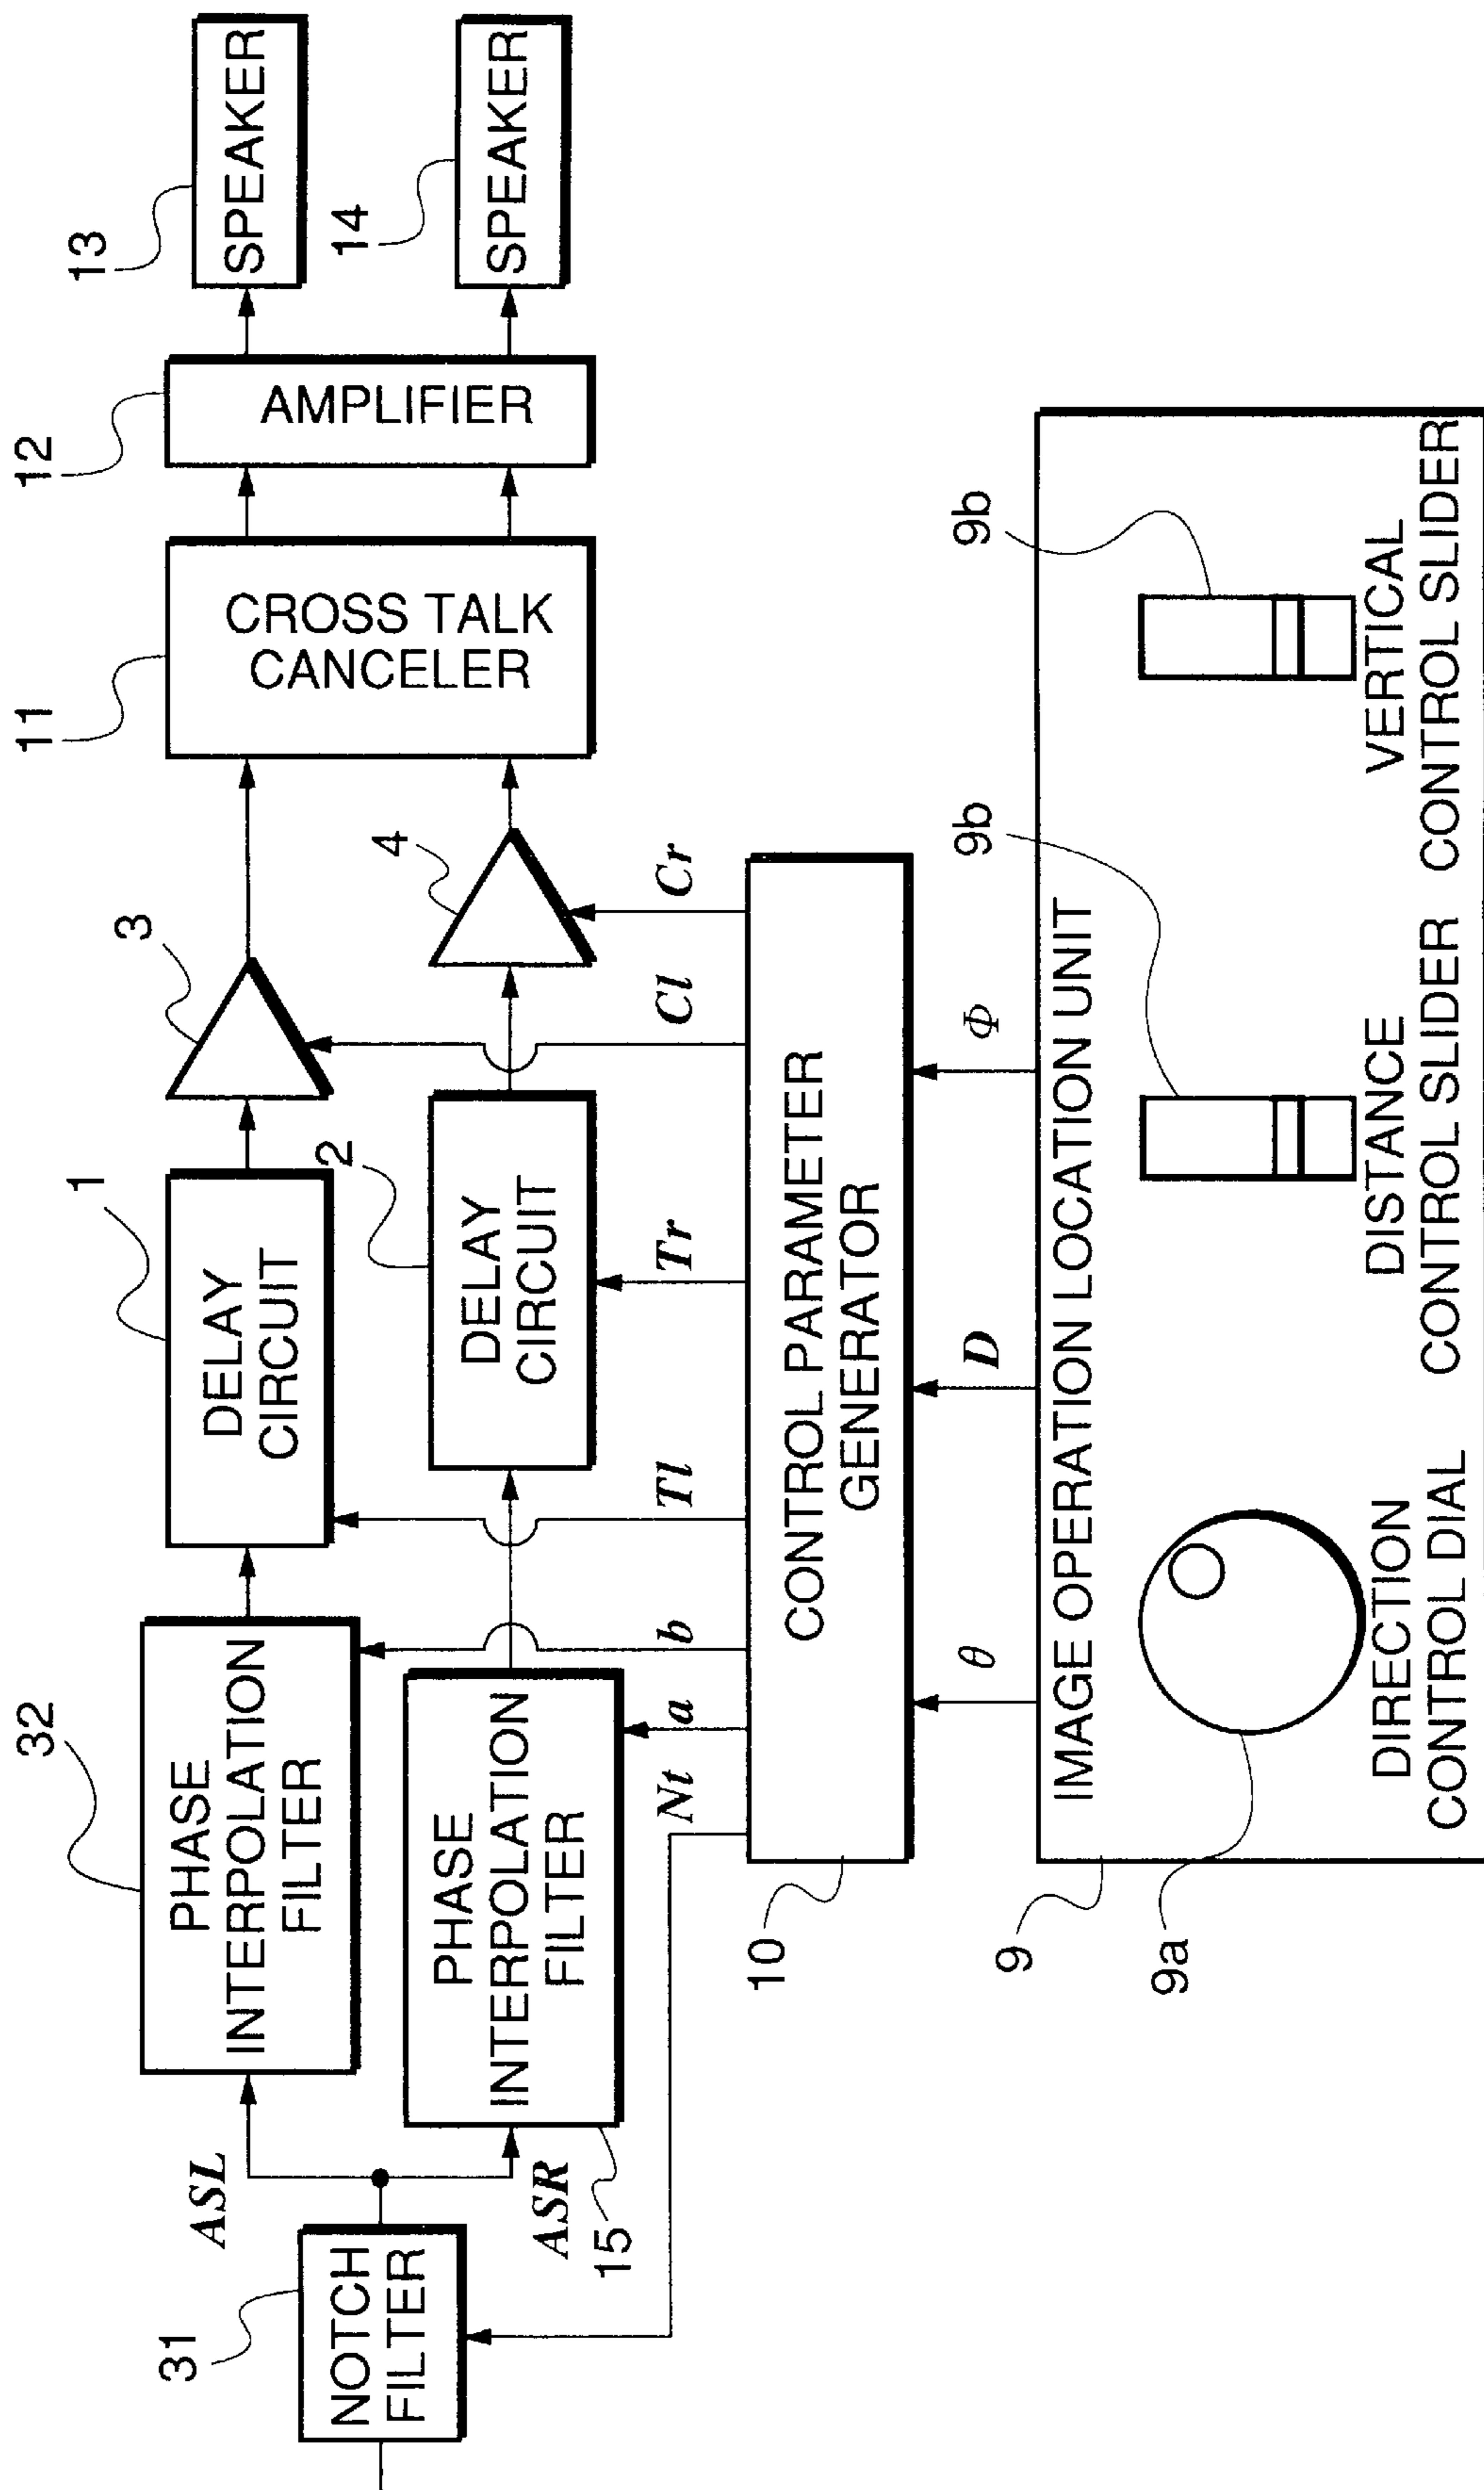 31
NOTCH
FILTER
ASL
ASR
15
32
PHASE
INTERPOLATION
FILTER
PHASE
INTERPOLATION
FILTER
1
DELAY
CIRCUIT
2
DELAY
CIRCUIT
3
4
11
CROSS TALK
CANCELER
12
AMPLIFIER
13
SPEAKER
14
SPEAKER
Nt
a
b
Tl
Tr
Cl
Cr
10
CONTROL PARAMETER
GENERATOR
θ
D
Φ
9
9a
9b
9b
IMAGE OPERATION LOCATION UNIT
DIRECTION
CONTROL DIAL
DISTANCE
CONTROL SLIDER
VERTICAL
CONTROL SLIDER
CONTROL SLIDER